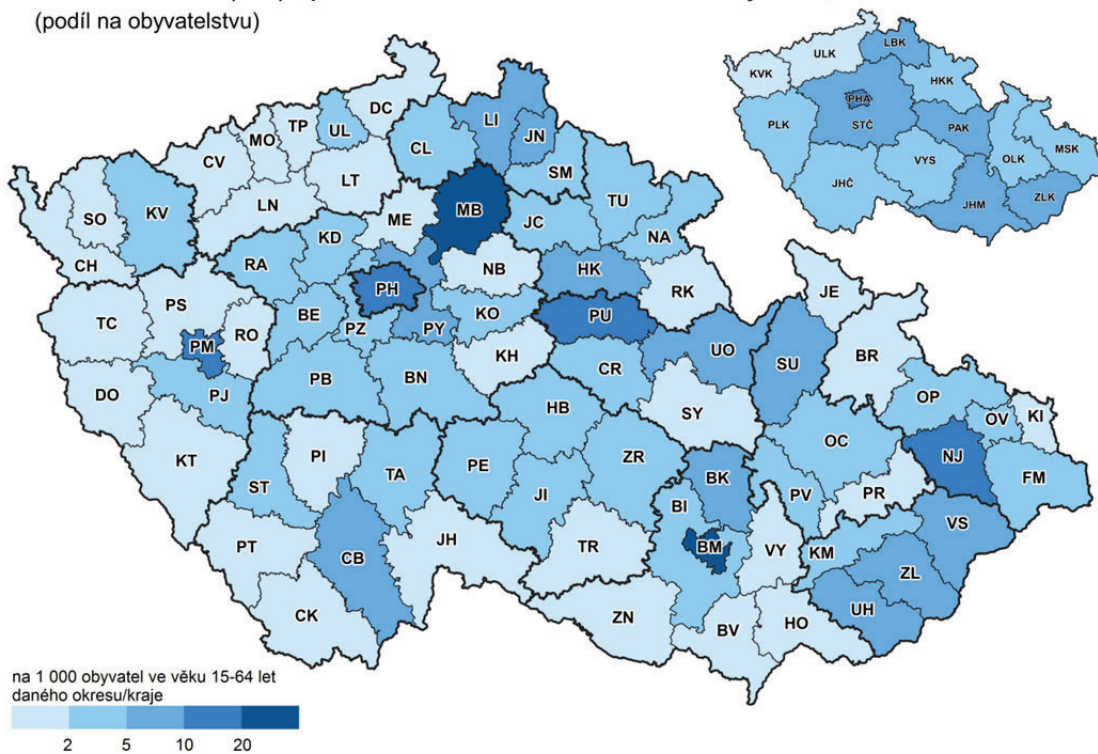 (podíl na obyvatelstvu)
DC
LI
UL
TP
MO
JN
CL
CV
SM
LT
TU
LN
MB
ME
SO
KV
JC
KD
NA
CH
RA
NB
HK
PH
RK
JE
PS
KO
BE
PU
TC
PY
PZ
RO
PM
UO
BR
KH
SU
CR
PB
BN
DO
PJ
OP
SY
HB
OV
KI
OC
KT
PI
NJ
TA
PE
ZR
FM
BK
ST
JI
PV
PR
BI
VS
JH
TR
BM
VY
PT
KM
CB
ZL
UH
CK
ZN
HO
BV
LBK
ULK
KVK
HKK
PHA
PLK
STČ
PAK
MSK
VYS
OLK
JHČ
ZLK
JHM
na 1 000 obyvatel ve věku 15-64 let
daného okresu/kraje
2 5 10 20